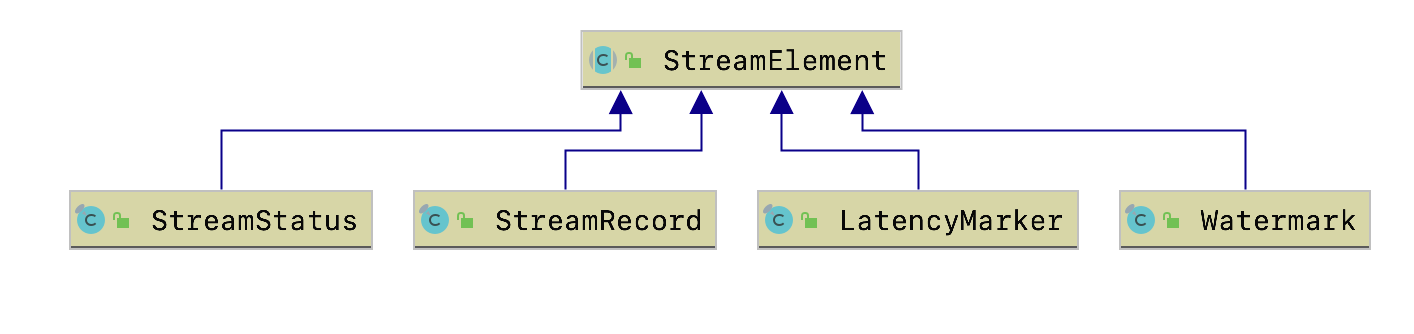 C StreamElement
C StreamStatus
C StreamRecord
C LatencyMarker
C Watermark